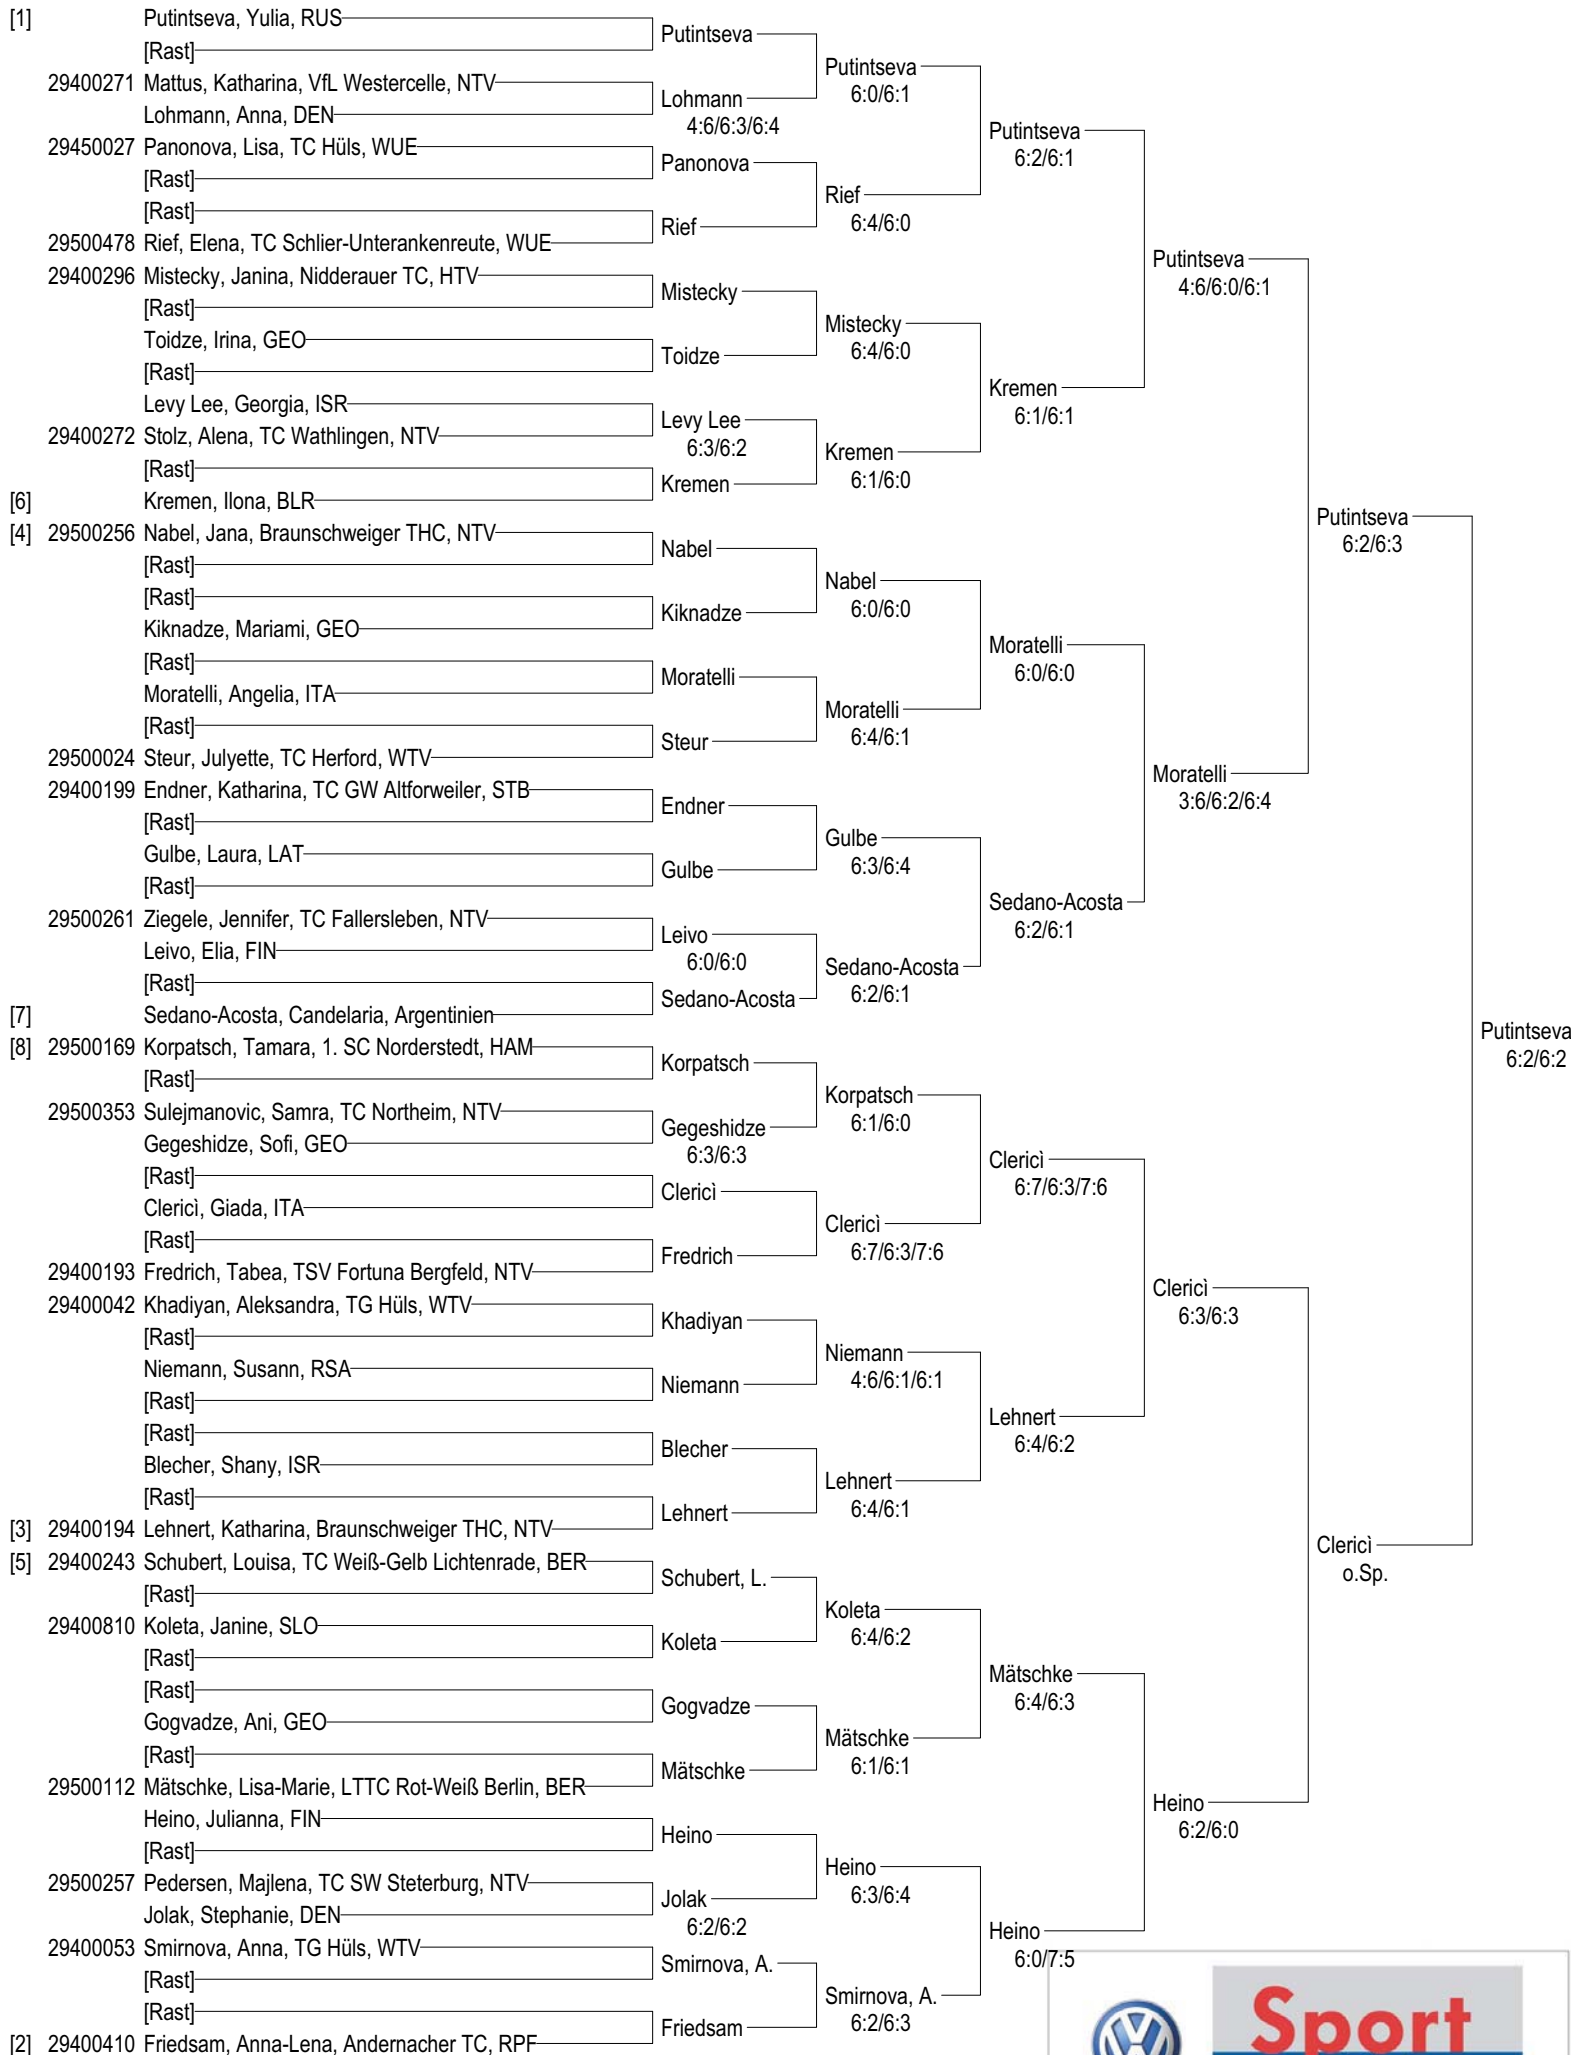 [1] Putintseva, Yulia, RUS
Putintseva
[Rast]
Putintseva
6:0/6:1
29400271 Mattus, Katharina, VfL Westercelle, NTV
Lohmann
4:6/6:3/6:4
Lohmann, Anna, DEN
Putintseva
6:2/6:1
29450027 Panonova, Lisa, TC Hüls, WUE
Panonova
[Rast]
Rief
6:4/6:0
[Rast]
Rief
29500478 Rief, Elena, TC Schlier-Unterankenreute, WUE
Putintseva
4:6/6:0/6:1
29400296 Mistecky, Janina, Nidderauer TC, HTV
Mistecky
[Rast]
Mistecky
6:4/6:0
Toidze, Irina, GEO
Toidze
[Rast]
Kremen
6:1/6:1
Levy Lee, Georgia, ISR
Levy Lee
6:3/6:2
29400272 Stolz, Alena, TC Wathlingen, NTV
Kremen
6:1/6:0
[Rast]
Kremen
[6] Kremen, Ilona, BLR
Putintseva
6:2/6:3
[4] 29500256 Nabel, Jana, Braunschweiger THC, NTV
Nabel
[Rast]
Nabel
6:0/6:0
[Rast]
Kiknadze
Kiknadze, Mariami, GEO
Moratelli
6:0/6:0
[Rast]
Moratelli
Moratelli, Angelia, ITA
Moratelli
6:4/6:1
[Rast]
Steur
29500024 Steur, Julyette, TC Herford, WTV
Moratelli
3:6/6:2/6:4
29400199 Endner, Katharina, TC GW Altforweiler, STB
Endner
[Rast]
Gulbe
6:3/6:4
Gulbe, Laura, LAT
Gulbe
[Rast]
Sedano-Acosta
6:2/6:1
29500261 Ziegele, Jennifer, TC Fallersleben, NTV
Leivo
6:0/6:0
Leivo, Elia, FIN
Sedano-Acosta
6:2/6:1
[Rast]
Sedano-Acosta
[7] Sedano-Acosta, Candelaria, Argentinien
Putintseva
6:2/6:2
[8] 29500169 Korpatsch, Tamara, 1. SC Norderstedt, HAM
Korpatsch
[Rast]
Korpatsch
6:1/6:0
29500353 Sulejmanovic, Samra, TC Northeim, NTV
Gegeshidze
6:3/6:3
Gegeshidze, Sofi, GEO
Clericì
6:7/6:3/7:6
[Rast]
Clericì
Clericì, Giada, ITA
Clericì
6:7/6:3/7:6
[Rast]
Fredrich
29400193 Fredrich, Tabea, TSV Fortuna Bergfeld, NTV
Clericì
6:3/6:3
29400042 Khadiyan, Aleksandra, TG Hüls, WTV
Khadiyan
[Rast]
Niemann
4:6/6:1/6:1
Niemann, Susann, RSA
Niemann
[Rast]
Lehnert
6:4/6:2
[Rast]
Blecher
Blecher, Shany, ISR
Lehnert
6:4/6:1
[Rast]
Lehnert
[3] 29400194 Lehnert, Katharina, Braunschweiger THC, NTV
Clericì
o.Sp.
[5] 29400243 Schubert, Louisa, TC Weiß-Gelb Lichtenrade, BER
Schubert, L.
[Rast]
Koleta
6:4/6:2
29400810 Koleta, Janine, SLO
Koleta
[Rast]
Mätschke
6:4/6:3
[Rast]
Gogvadze
Gogvadze, Ani, GEO
Mätschke
6:1/6:1
[Rast]
Mätschke
29500112 Mätschke, Lisa-Marie, LTTC Rot-Weiß Berlin, BER
Heino
6:2/6:0
Heino, Julianna, FIN
Heino
[Rast]
Heino
6:3/6:4
29500257 Pedersen, Majlena, TC SW Steterburg, NTV
Jolak
6:2/6:2
Jolak, Stephanie, DEN
Heino
6:0/7:5
29400053 Smirnova, Anna, TG Hüls, WTV
Smirnova, A.
[Rast]
Smirnova, A.
6:2/6:3
[Rast]
Friedsam
[2] 29400410 Friedsam, Anna-Lena, Andernacher TC, RPF
Sport